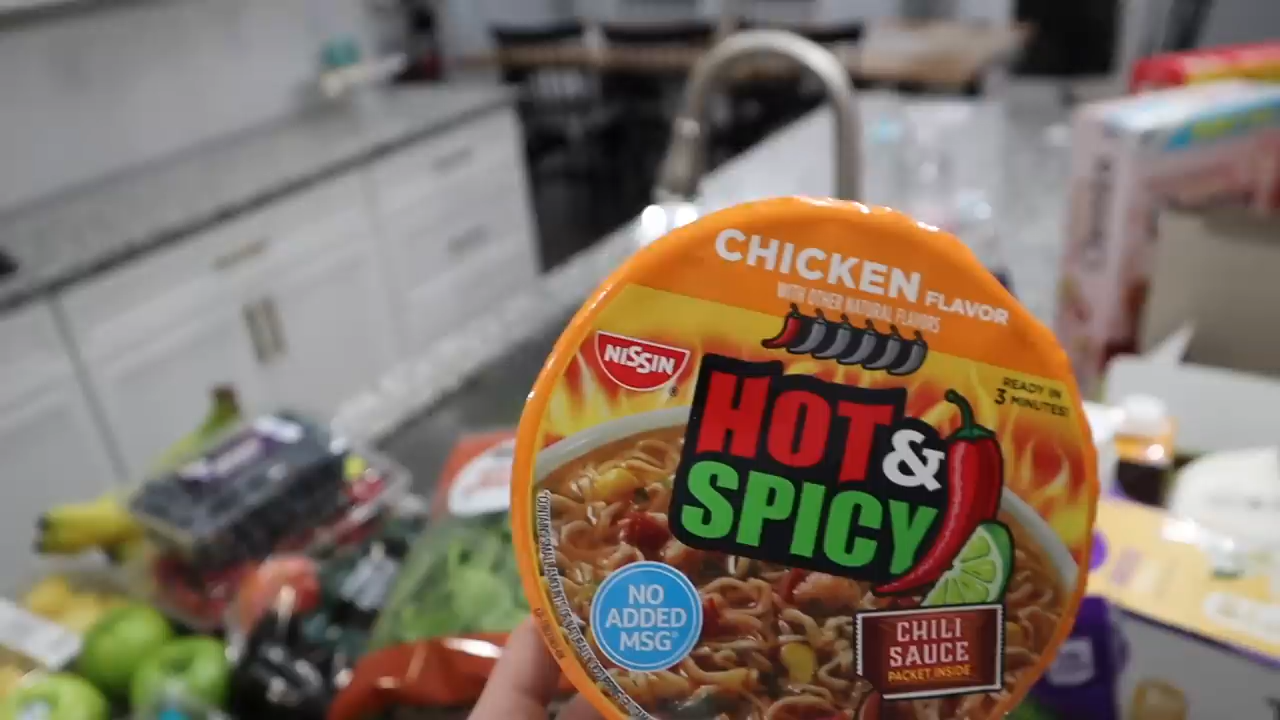 CHICKEN FLAVOR
WITH OTHER NATURAL FLAVORS
NISSIN
®
READY IN
3 MINUTES!
HOT &
SPICY
NO
ADDED
MSG*
CHILI
SAUCE
PACKET INSIDE